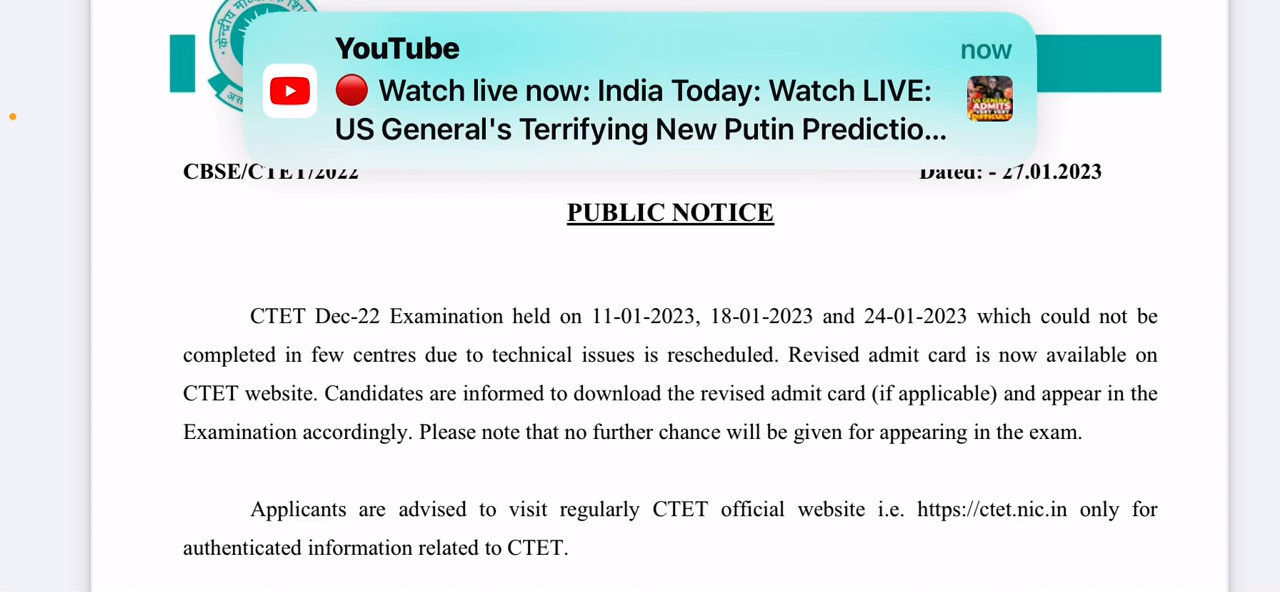 YouTube
now
🔴 Watch live now: India Today: Watch LIVE:
US General's Terrifying New Putin Predictio...
ADMITS
DIFFICULT
CBSE/CTET/2022
Dated: - 27.01.2023
PUBLIC NOTICE
CTET Dec-22 Examination held on 11-01-2023, 18-01-2023 and 24-01-2023 which could not be
completed in few centres due to technical issues is rescheduled. Revised admit card is now available on
CTET website. Candidates are informed to download the revised admit card (if applicable) and appear in the
Examination accordingly. Please note that no further chance will be given for appearing in the exam.
Applicants are advised to visit regularly CTET official website i.e. https://ctet.nic.in only for
authenticated information related to CTET.